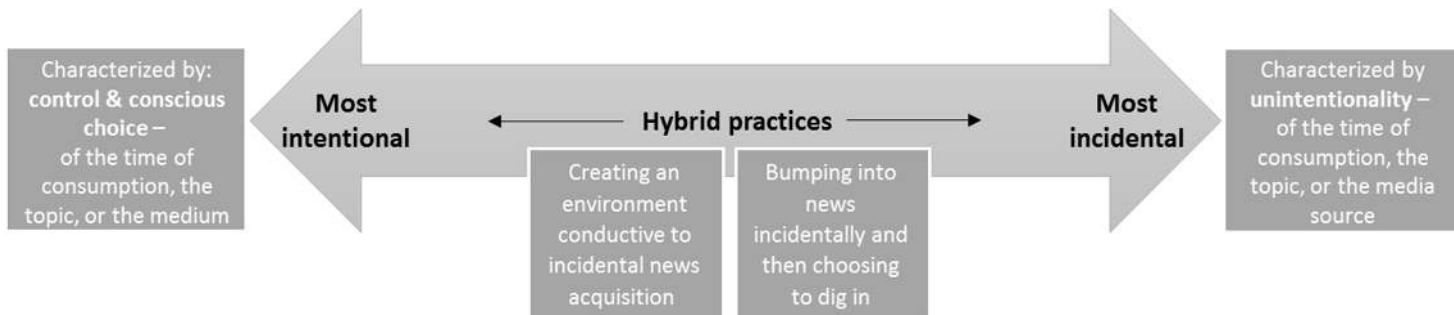 Characterized by:
control & conscious
choice –
of the time of
consumption, the
topic, or the medium
Most
intentional
Hybrid practices
Creating an
environment
conductive to
incidental news
acquisition
Bumping into
news
incidentally and
then choosing
to dig in
Most
incidental
Characterized by
unintentionality –
of the time of
consumption, the
topic, or the media
source